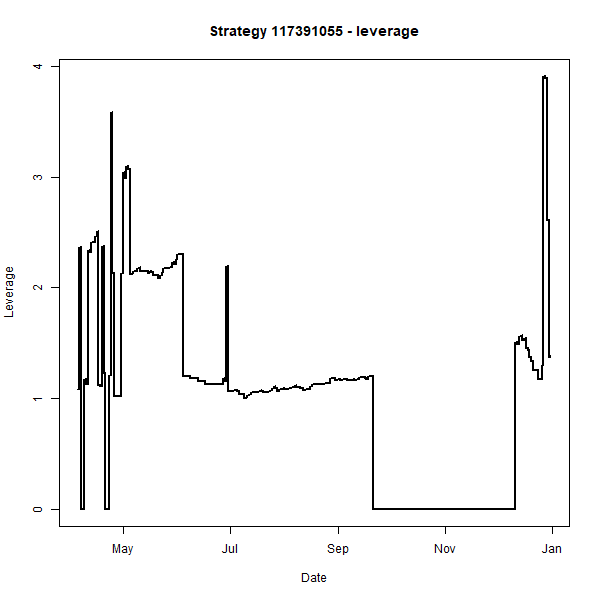 Strategy 117391055 - leverage
4
3
2
1
0
Leverage
May
Jul
Sep
Nov
Jan
Date